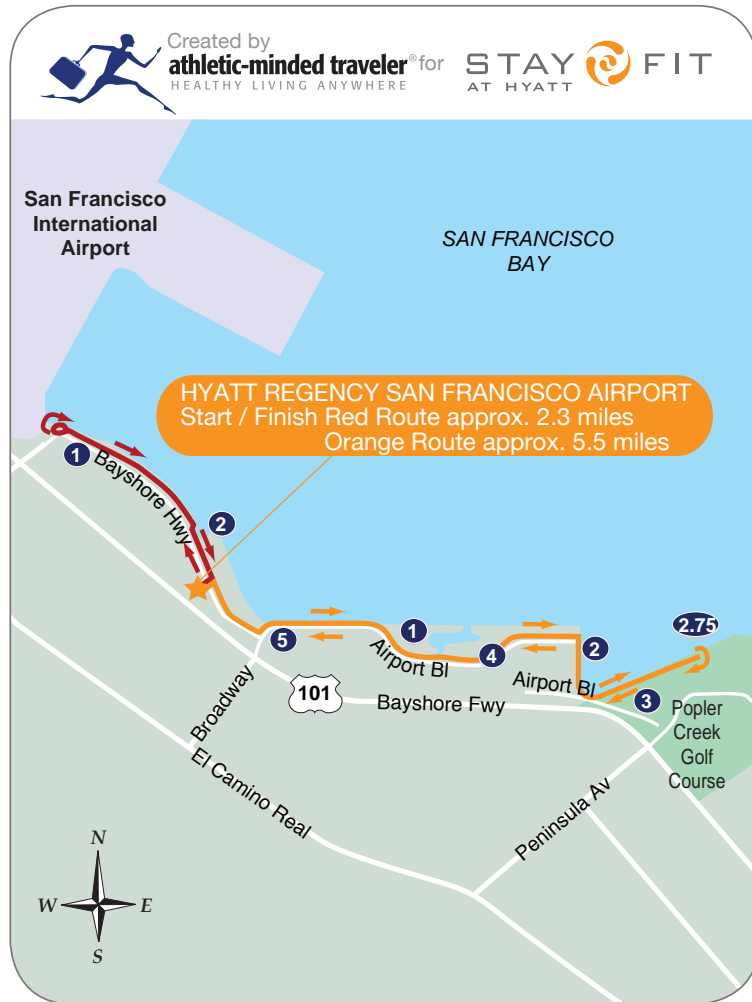 Created by
athletic-minded traveler® for
HEALTHY LIVING ANYWHERE
STAY FIT
AT HYATT
San Francisco
International
Airport
SAN FRANCISCO
BAY
HYATT REGENCY SAN FRANCISCO AIRPORT
Start / Finish Red Route approx. 2.3 miles
Orange Route approx. 5.5 miles
1
Bayshore Hwy
2
5
1
4
2
2.75
3
Airport Bl
Airport Bl
Broadway
101
Bayshore Fwy
Popler
Creek
Golf
Course
El Camino Real
Peninsula Av
N
W
E
S